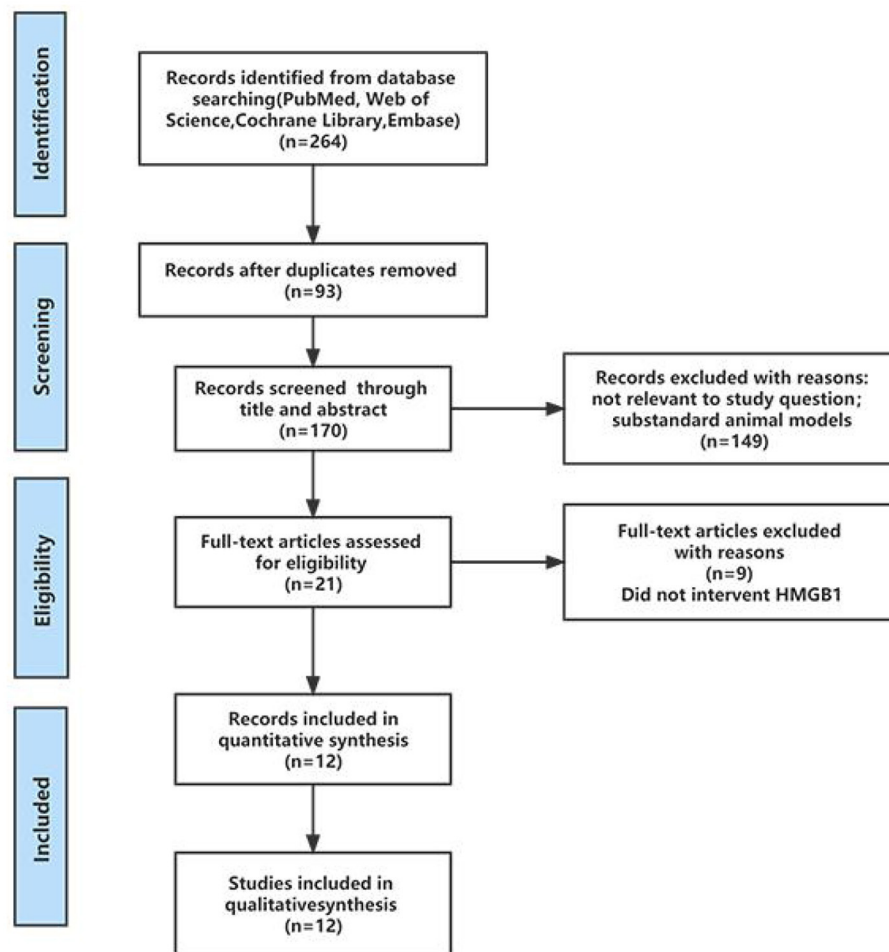 Identification
Records identified from database
searching(PubMed, Web of
Science,Cochrane Library,Embase)
(n=264)
Screening
Records after duplicates removed
(n=93)
Records screened through
title and abstract
(n=170)
Records excluded with reasons:
not relevant to study question;
substandard animal models
(n=149)
Eligibility
Full-text articles assessed
for eligibility
(n=21)
Full-text articles excluded
with reasons
(n=9)
Did not intervent HMGB1
Included
Records included in
quantitative synthesis
(n=12)
Studies included in
qualitativesynthesis
(n=12)